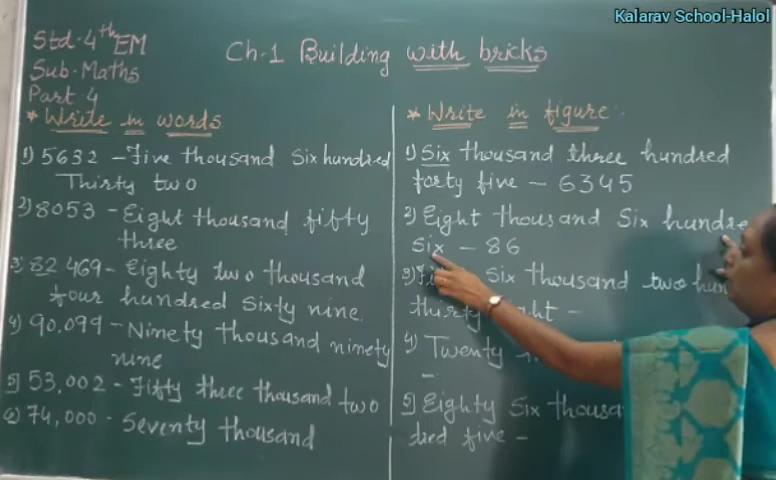 Kalarav School-Halol
Std-4th EM
Sub-Maths
Part-4
Ch-1 Building with bricks
* Write in words
1) 5632 - Five thousand Six hundred
Thirty two
2) 8053 - Eight thousand fifty
three
3) 82 469 - Eighty two thousand
four hundred Sixty nine
4) 90,099 - Ninety thousand ninety
nine
5) 53,002 - Fifty three thousand two
6) 74,000 - Seventy thousand
* Write in figure:
1) Six thousand three hundred
forty five - 6345
2) Eight thousand Six hundre
six - 86
3) Six thousand two hun
thirty ht -
4) Twenty
-
5) Eighty Six thousa
dred five -